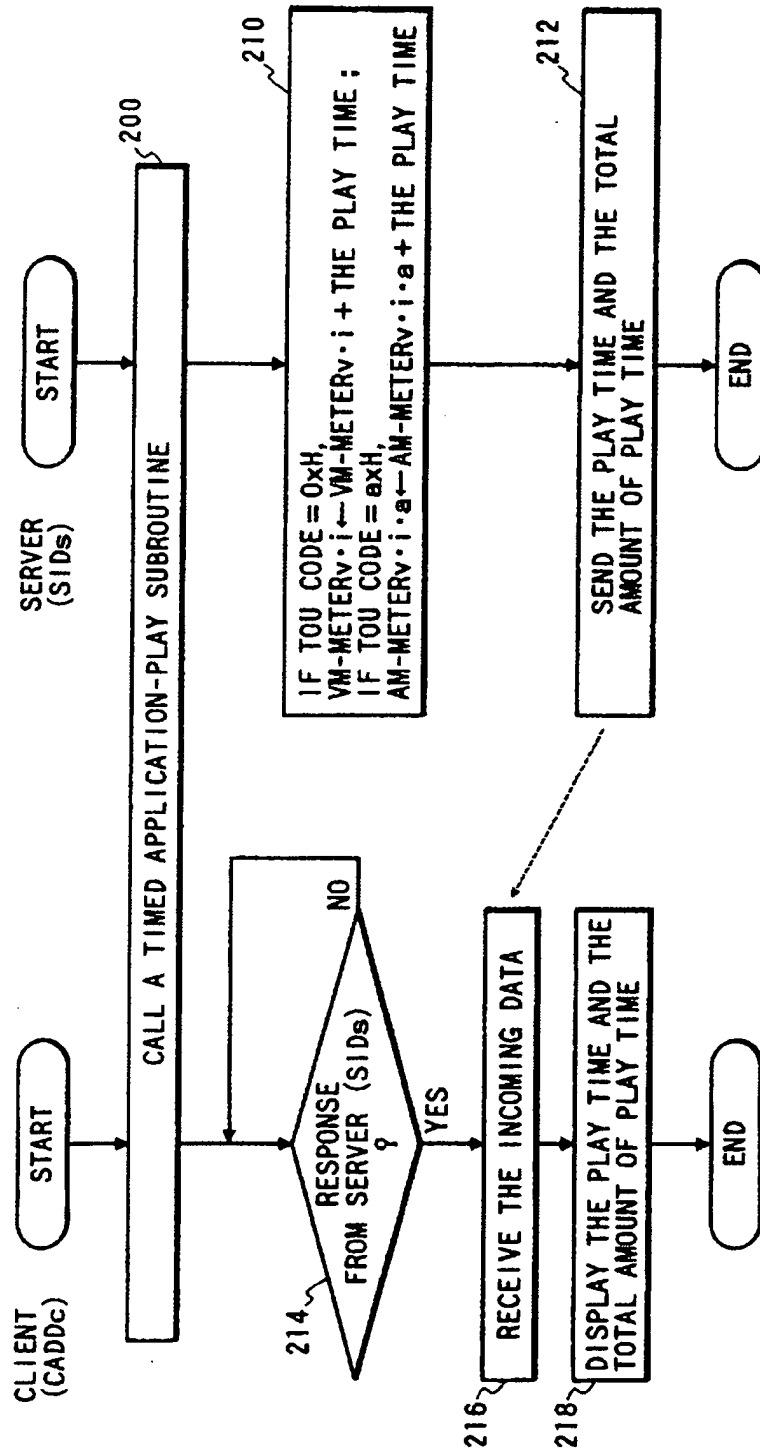 CLIENT
(CADDc)
START
SERVER
(SIDs)
START
200
CALL A TIMED APPLICATION-PLAY SUBROUTINE
214
RESPONSE
FROM SERVER (SIDs)
?
NO
YES
216
RECEIVE THE INCOMING DATA
218
DISPLAY THE PLAY TIME AND THE
TOTAL AMOUNT OF PLAY TIME
END
210
IF TOU CODE=0xH,
VM-METERv·i←VM-METERv·i+THE PLAY TIME;
IF TOU CODE=axH,
AM-METERv·i·a←AM-METERv·i·a+THE PLAY TIME
212
SEND THE PLAY TIME AND THE TOTAL
AMOUNT OF PLAY TIME
END